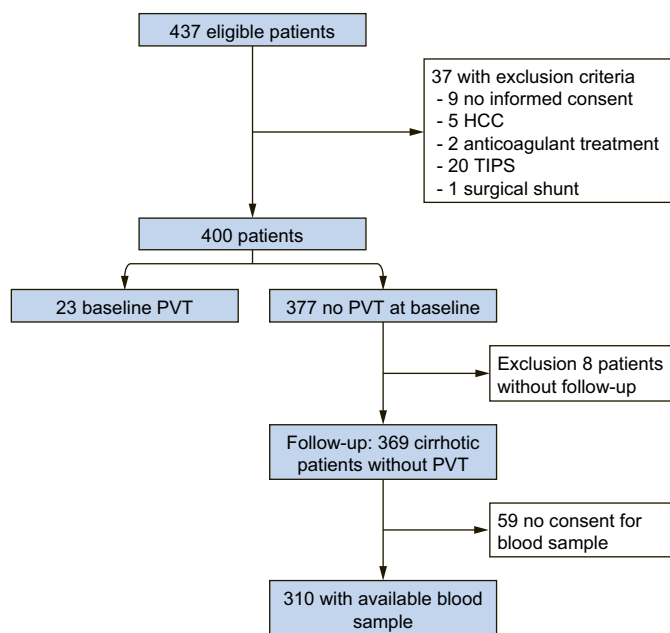 437 eligible patients
37 with exclusion criteria
- 9 no informed consent
- 5 HCC
- 2 anticoagulant treatment
- 20 TIPS
- 1 surgical shunt
400 patients
23 baseline PVT
377 no PVT at baseline
Exclusion 8 patients
without follow-up
Follow-up: 369 cirrhotic
patients without PVT
59 no consent for
blood sample
310 with available blood
sample